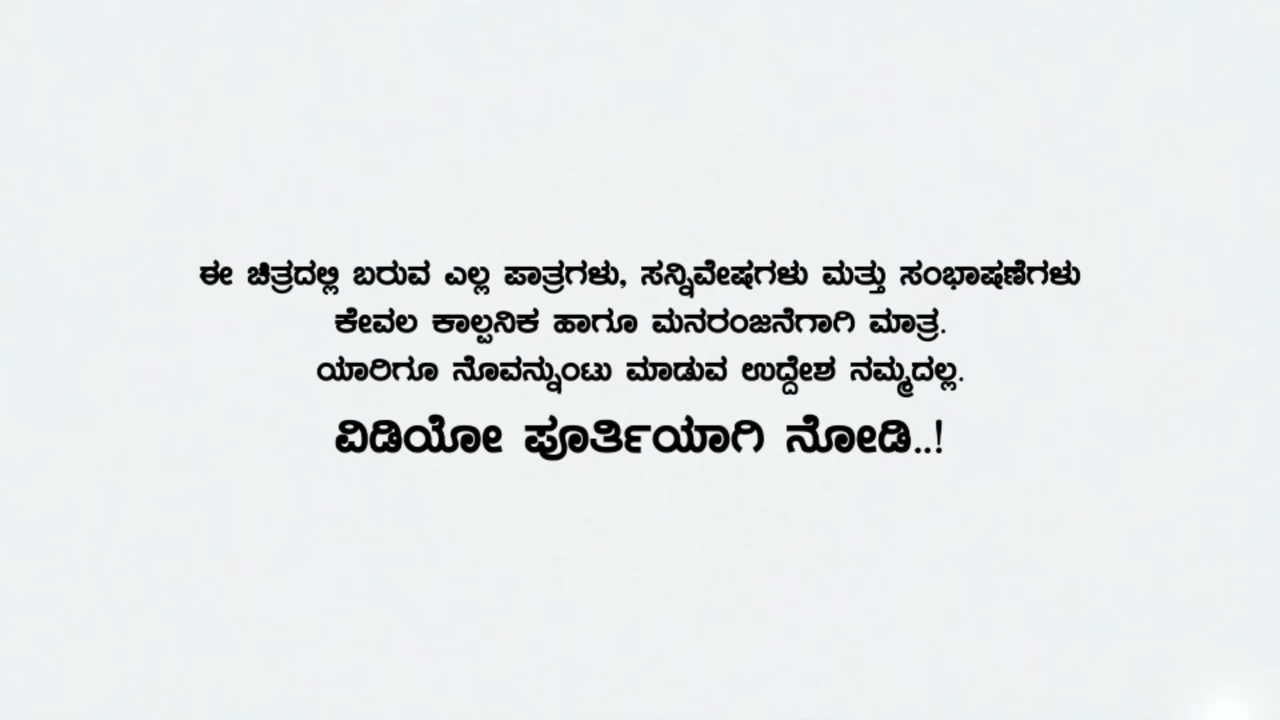 ಈ ಚಿತ್ರದಲ್ಲಿ ಬರುವ ಎಲ್ಲ ಪಾತ್ರಗಳು, ಸನ್ನಿವೇಷಗಳು ಮತ್ತು ಸಂಭಾಷಣೆಗಳು
ಕೇವಲ ಕಾಲ್ಪನಿಕ ಹಾಗೂ ಮನರಂಜನೆಗಾಗಿ ಮಾತ್ರ.
ಯಾರಿಗೂ ನೊವನ್ನುಂಟು ಮಾಡುವ ಉದ್ದೇಶ ನಮ್ಮದಲ್ಲ.
ವಿಡಿಯೋ ಪೂರ್ತಿಯಾಗಿ ನೋಡಿ..!